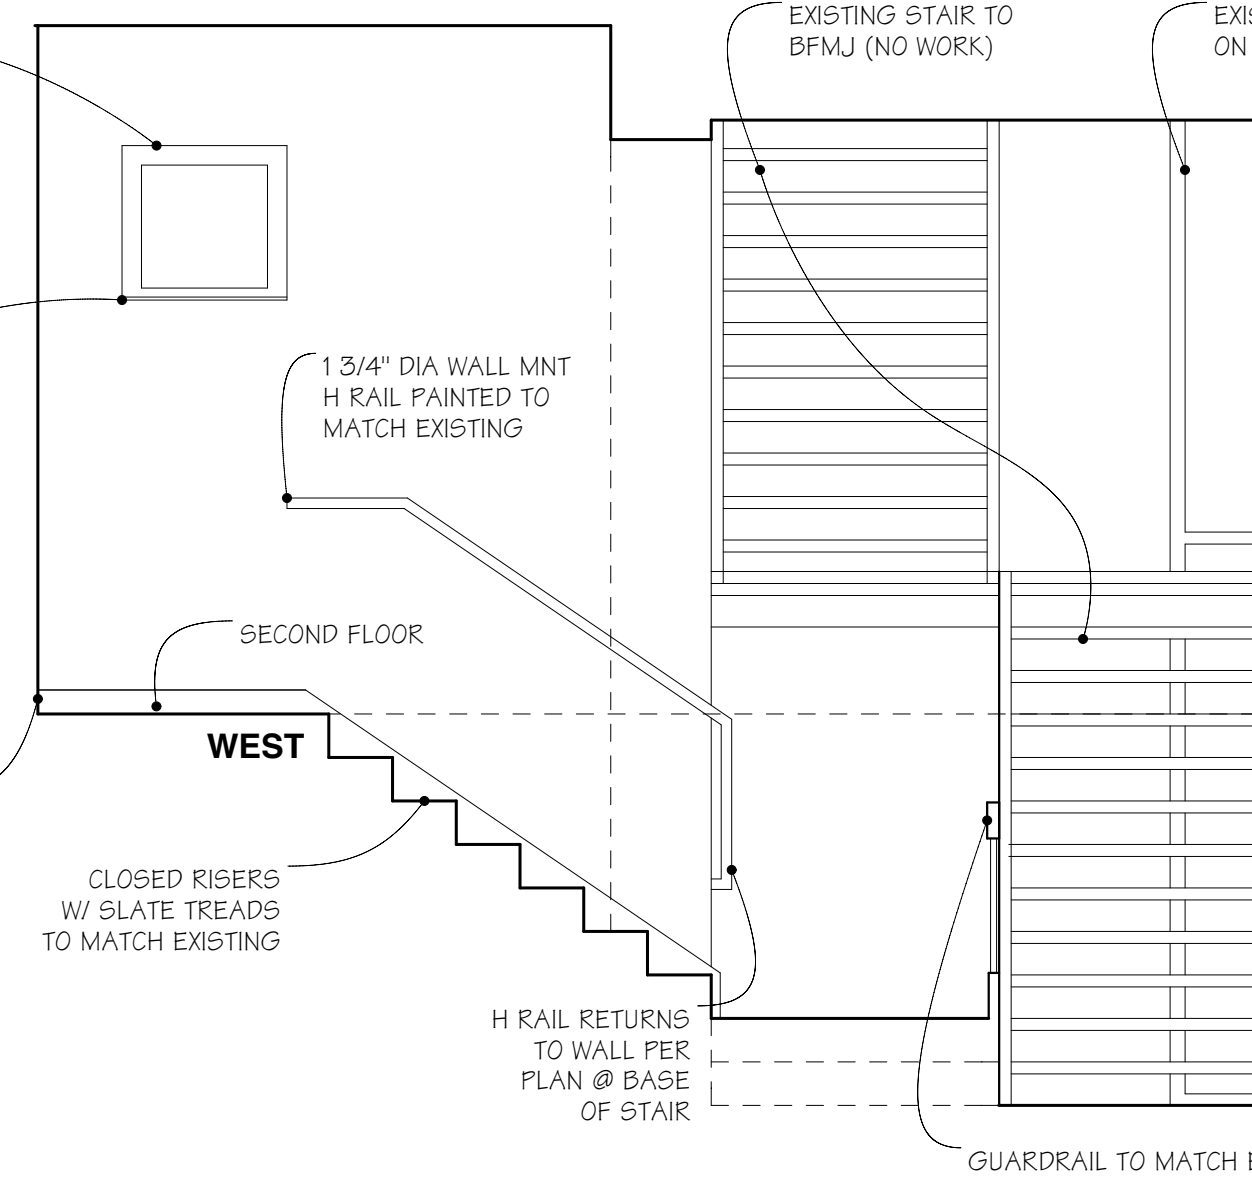 EXISTING STAIR TO
BFMJ (NO WORK)
ON
1 3/4" DIA WALL MNT
H RAIL PAINTED TO
MATCH EXISTING
SECOND FLOOR
WEST
CLOSED RISERS
W/ SLATE TREADS
TO MATCH EXISTING
H RAIL RETURNS
TO WALL PER
PLAN @ BASE
OF STAIR
GUARDRAIL TO MATCH